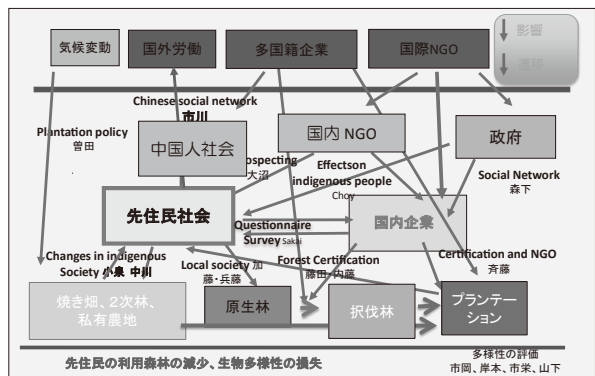 気候変動
国外労働
多国籍企業
国際NGO
影響
遷移
Chinese social network
市川
Plantation policy
曽田
中国人社会
国内 NGO
政府
ospecting
大沼
Effectson
indigenous people
Choy
Social Network
森下
先住民社会
Questionnaire
Survey Sakai
国内企業
Changes in indigenous
Society 小泉 中川
Local society 加
藤・兵藤
Forest Certification
藤田・内藤
Certification and NGO
斉藤
焼き畑、2次林、
私有農地
原生林
択伐林
プランテー
ション
先住民の利用森林の減少、生物多様性の損失
多様性の評価
市岡、岸本、市栄、山下